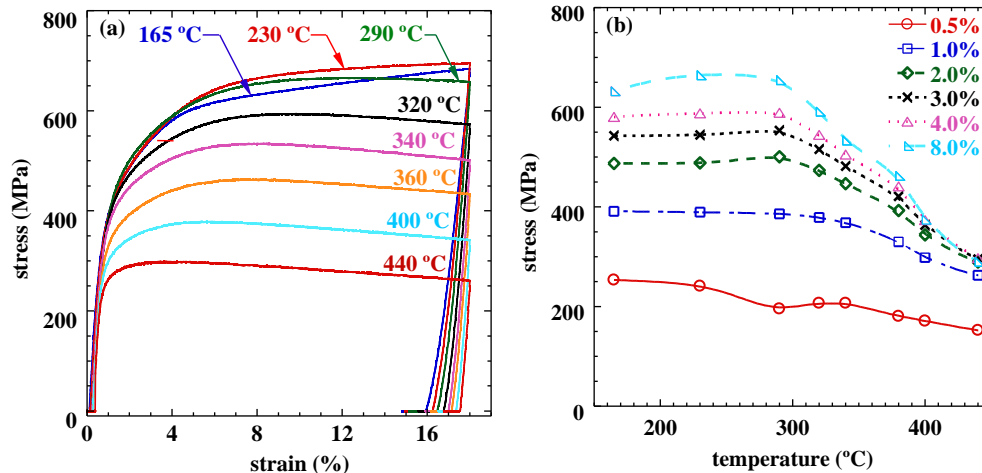 (a)
165 ºC
230 ºC
290 ºC
320 ºC
340 ºC
360 ºC
400 ºC
440 ºC
800
600
400
200
0
0
4
8
12
16
stress (MPa)
strain (%)
(b)
0.5%
1.0%
2.0%
3.0%
4.0%
8.0%
800
600
400
200
0
200
300
400
stress (MPa)
temperature (ºC)